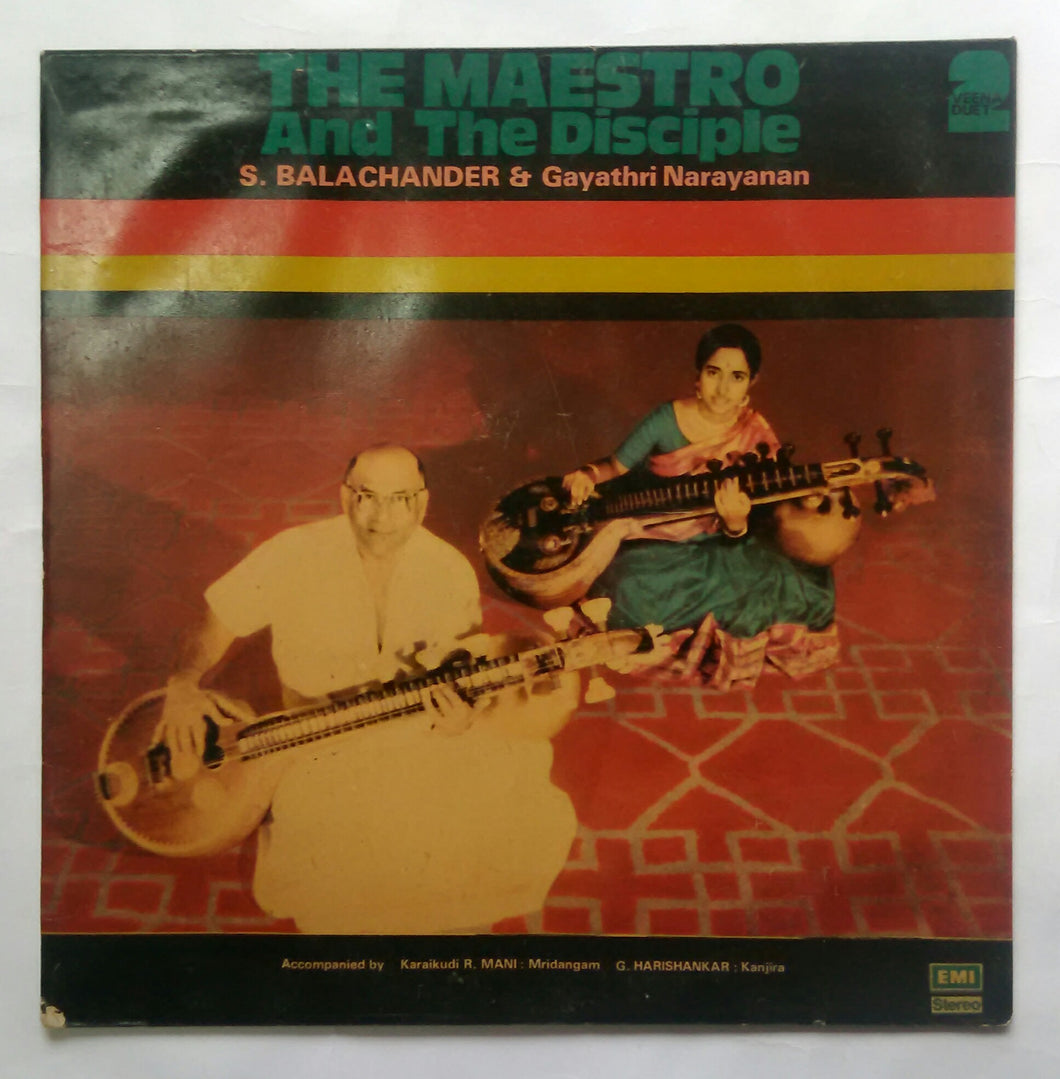 THE MAESTRO
And The Disciple
S. BALACHANDER & Gayathri Narayanan
2
VEENA
DUET 2
Accompanied by Karaikudi R. MANI : Mridangam G. HARISHANKAR : Kanjira
EMI
Stereo